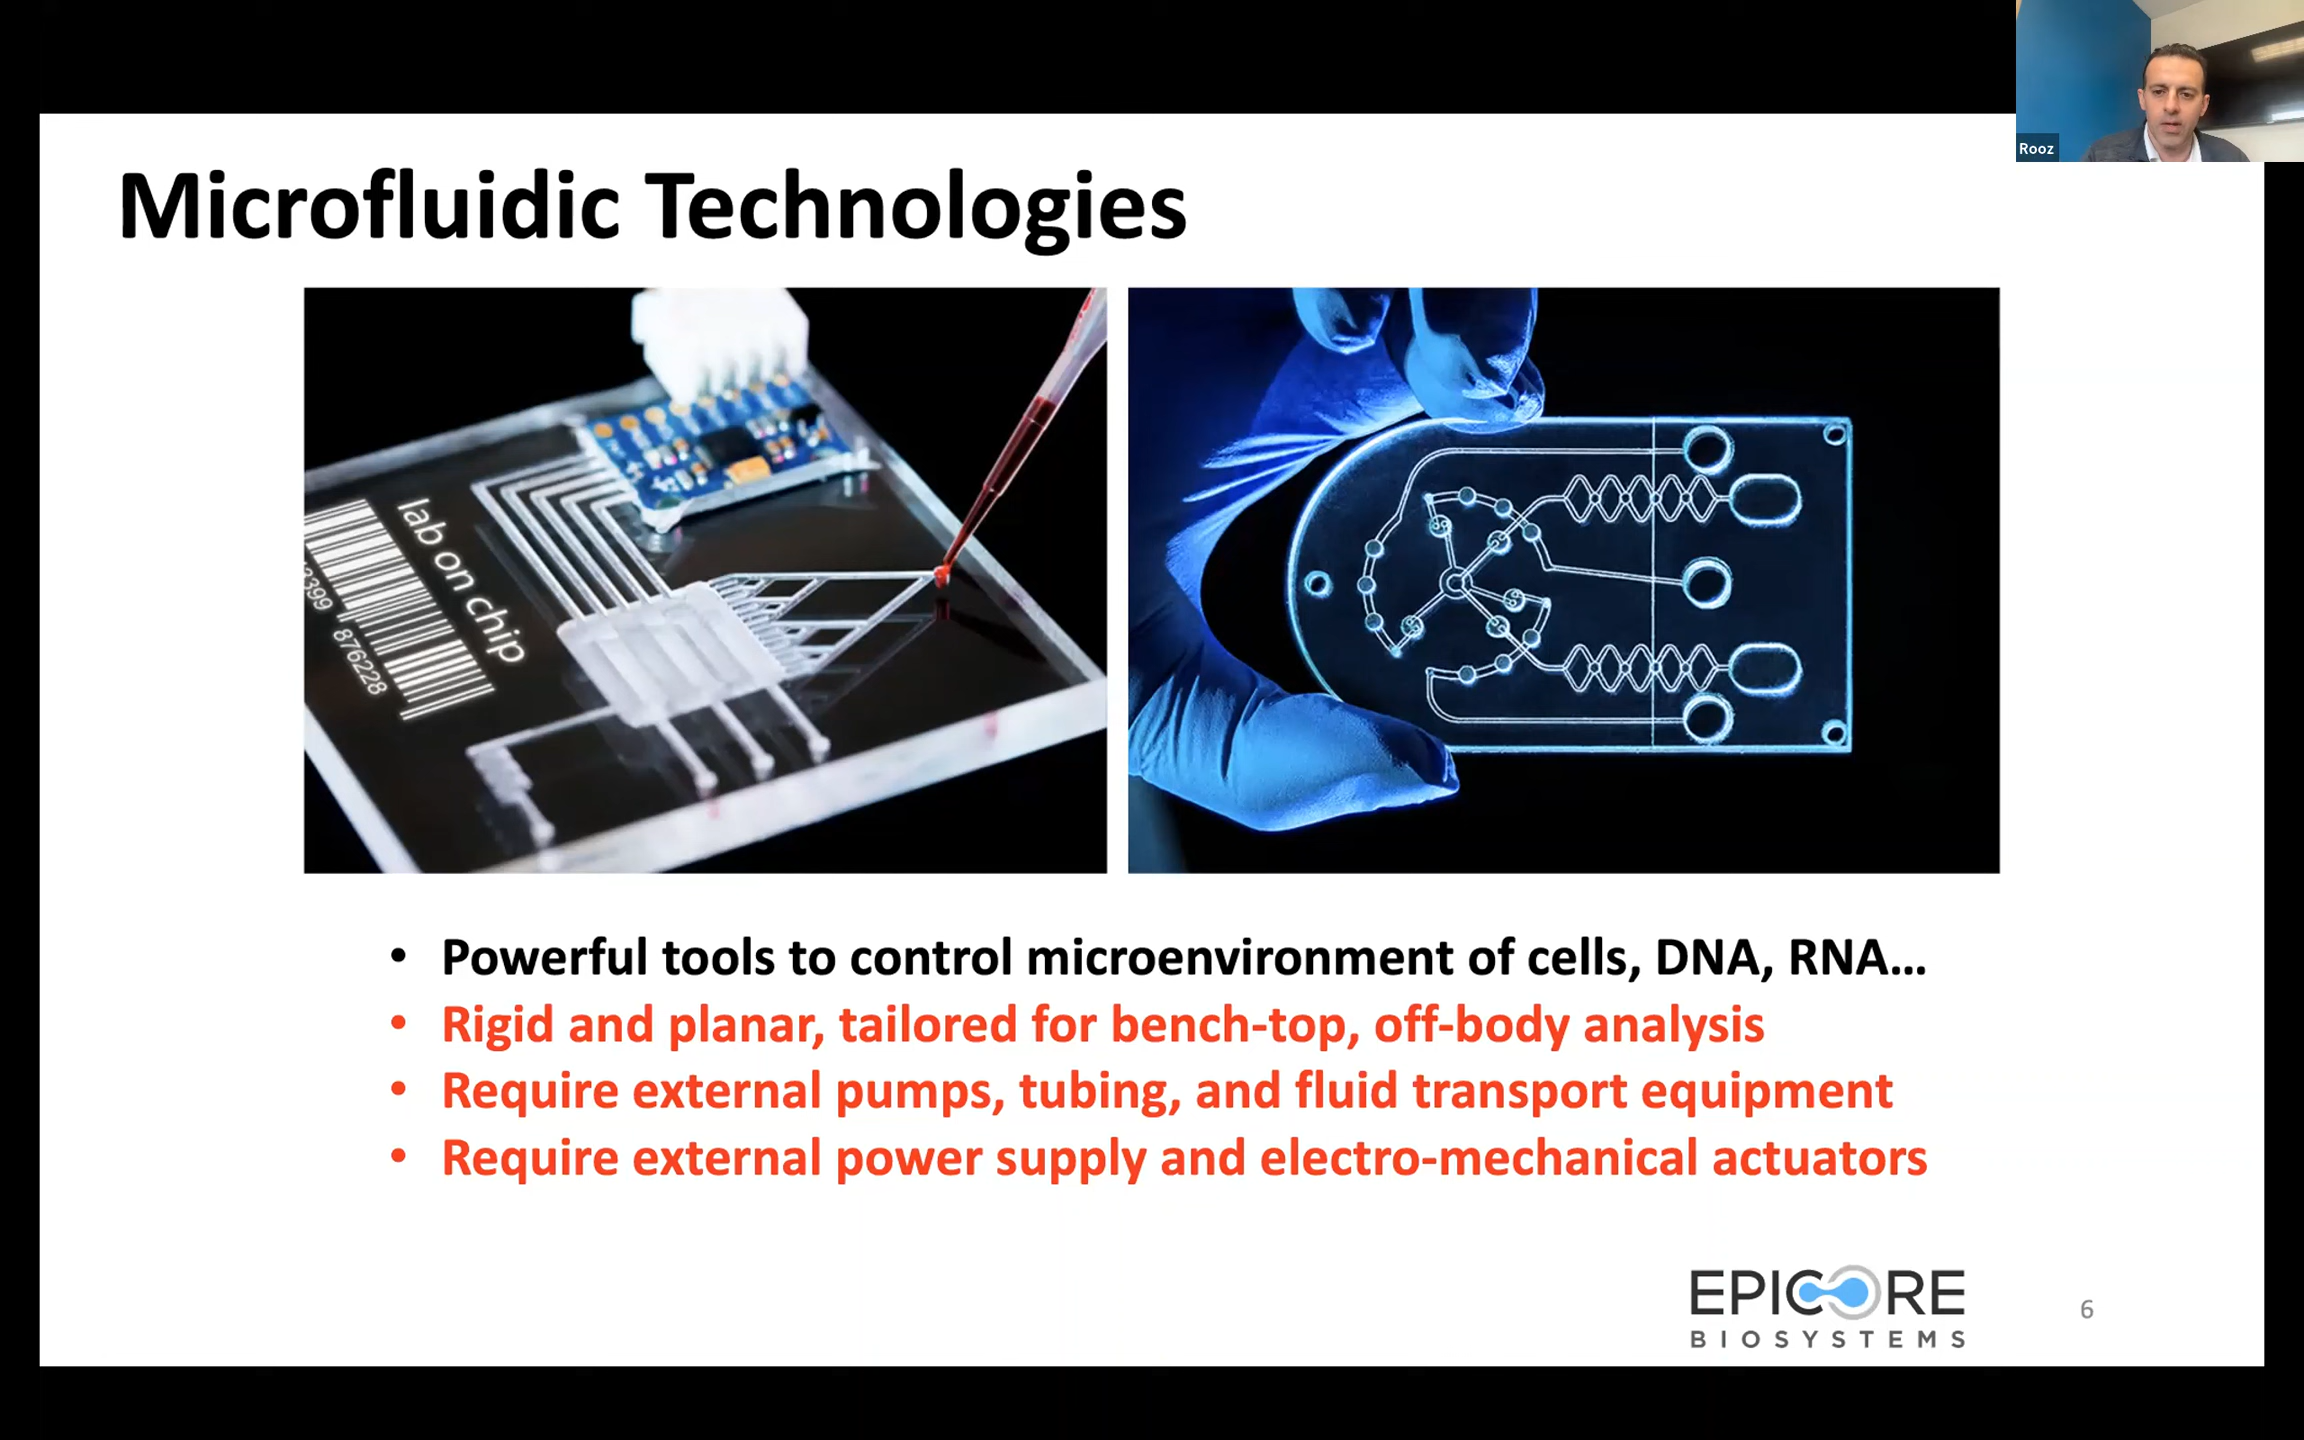 Rooz
Microfluidic Technologies
lab on chip
3399 876228
• Powerful tools to control microenvironment of cells, DNA, RNA...
• Rigid and planar, tailored for bench-top, off-body analysis
• Require external pumps, tubing, and fluid transport equipment
• Require external power supply and electro-mechanical actuators
EPICORE
BIOSYSTEMS
6